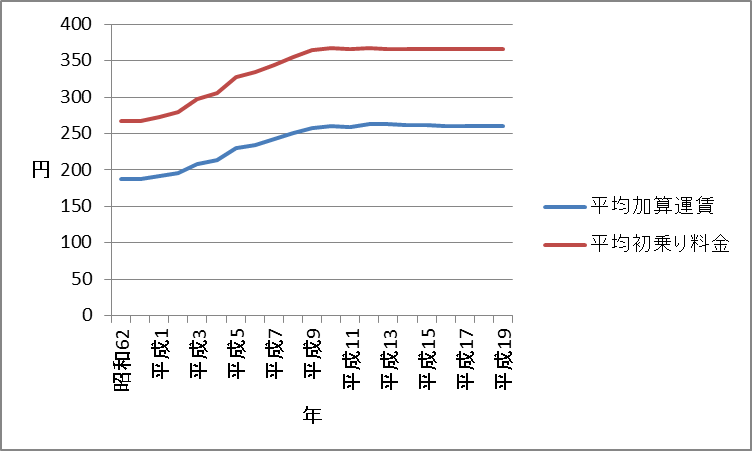 400
350
300
250
200
150
100
50
0
円
昭和62
平成1
平成3
平成5
平成7
平成9
平成11
平成13
平成15
平成17
平成19
年
平均加算運賃
平均初乗り料金